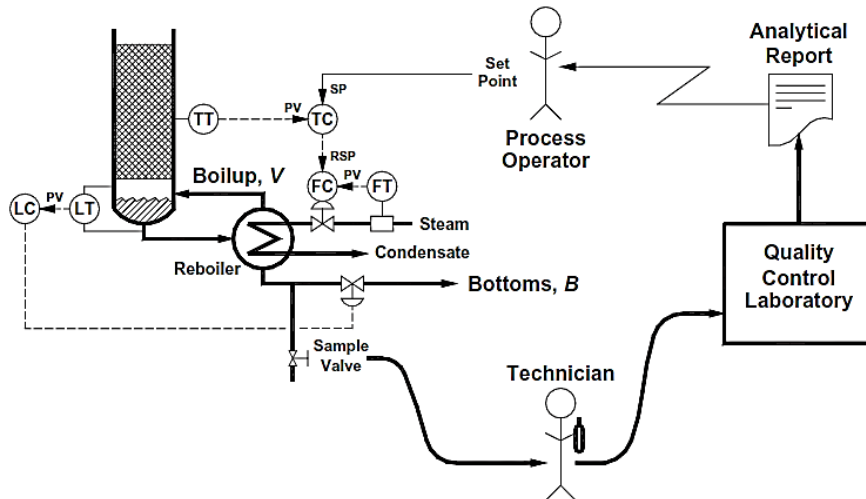 Analytical
Report
Set
Point
SP
PV
TT
TC
Process
Operator
RSP
Boilup, V
FC
PV
FT
LC
PV
LT
Steam
Quality
Control
Laboratory
Condensate
Reboiler
Bottoms, B
Sample
Valve
Technician